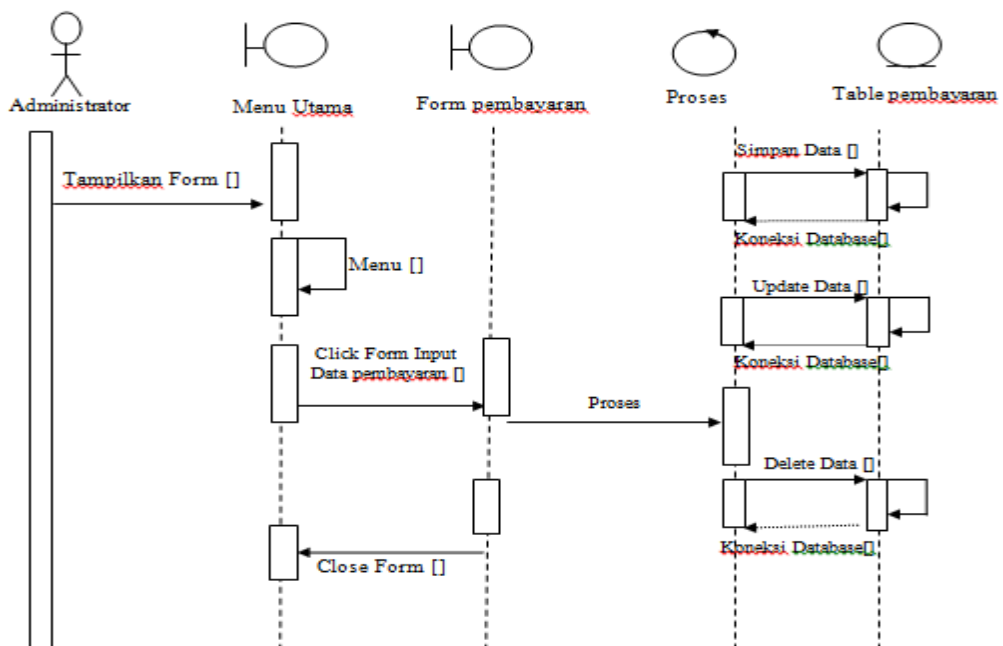 Administrator
Menu Utama
Form pembayaran
Proses
Table pembayaran
Simpan Data []
Tampilkan Form []
Koneksi Database[]
Menu []
Update Data []
Click Form Input
Data pembayaran []
Koneksi Database[]
Proses
Delete Data []
Koneksi Database[]
Close Form []